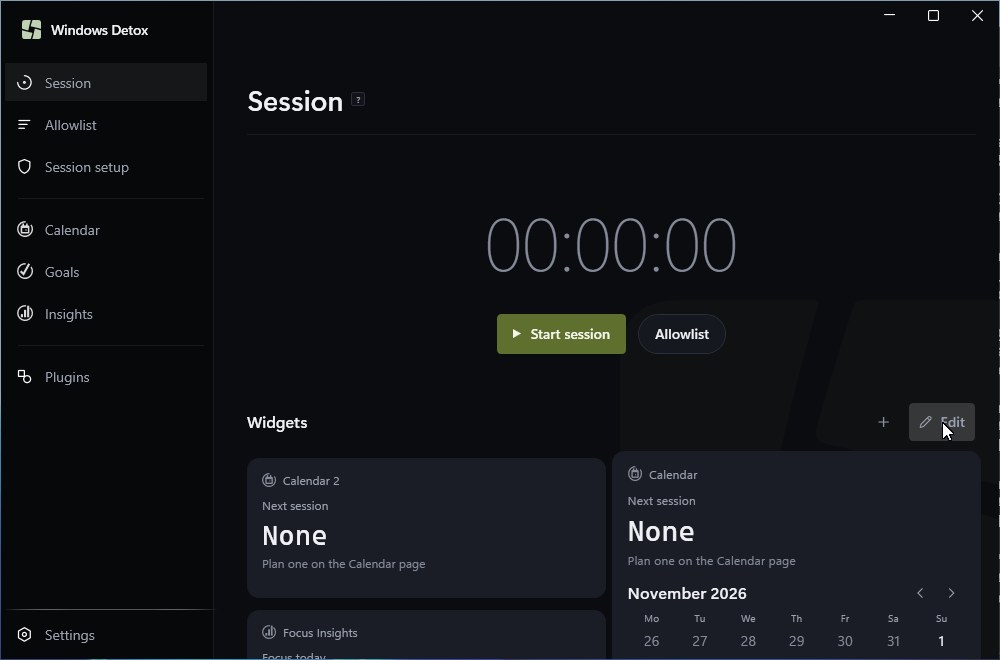 Windows Detox
Session
Allowlist
Session setup
Calendar
Goals
Insights
Plugins
Settings
Session ?
00:00:00
Start session
Allowlist
Widgets
+ Edit
Calendar 2
Next session
None
Plan one on the Calendar page
Focus Insights
Focus today
Calendar
Next session
None
Plan one on the Calendar page
November 2026
Mo Tu We Th Fr Sa Su
26 27 28 29 30 31 1